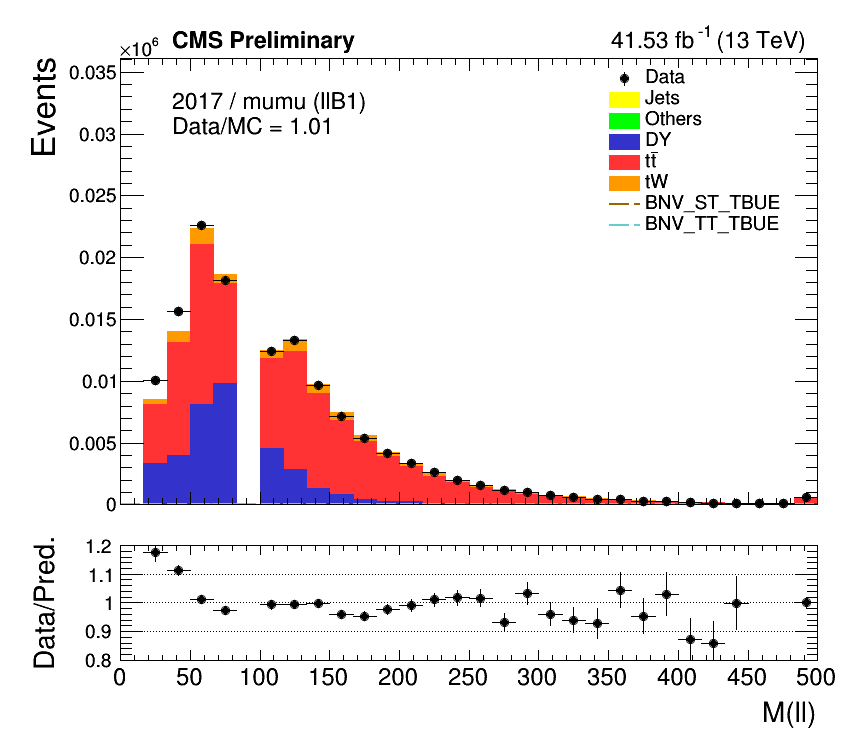 ×10⁶ CMS Preliminary 41.53 fb⁻¹ (13 TeV)
Events
0.035
0.03
0.025
0.02
0.015
0.01
0.005
0
2017 / mumu (llB1)
Data/MC = 1.01
Data
Jets
Others
DY
tt̄
tW
BNV_ST_TBUE
BNV_TT_TBUE
Data/Pred.
1.2
1.1
1
0.9
0.8
0 50 100 150 200 250 300 350 400 450 500
M(ll)